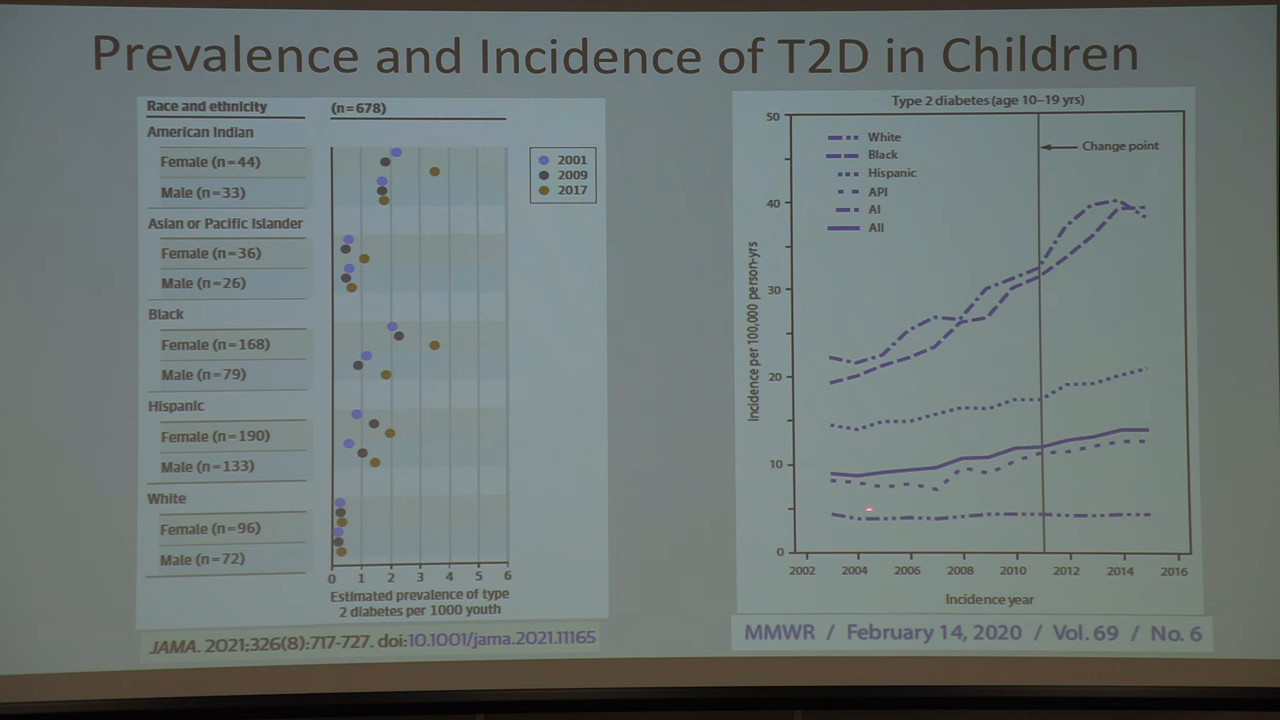 Prevalence and Incidence of T2D in Children
Race and ethnicity
(n=678)
American Indian
Female (n=44)
Male (n=33)
Asian or Pacific Islander
Female (n=36)
Male (n=26)
Black
Female (n=168)
Male (n=79)
Hispanic
Female (n=190)
Male (n=133)
White
Female (n=96)
Male (n=72)
2001
2009
2017
0 1 2 3 4 5 6
Estimated prevalence of type
2 diabetes per 1000 youth
JAMA. 2021;326(8):717-727. doi:10.1001/jama.2021.11165
Type 2 diabetes (age 10–19 yrs)
50
40
30
20
10
0
Incidence per 100,000 person-yrs
White
Black
Hispanic
API
AI
All
Change point
2002 2004 2006 2008 2010 2012 2014 2016
Incidence year
MMWR / February 14, 2020 / Vol. 69 / No. 6